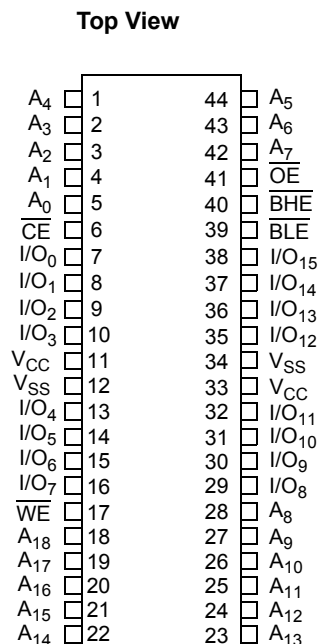 Top View
A4 1 44 A5
A3 2 43 A6
A2 3 42 A7
A1 4 41 OE
A0 5 40 BHE
CE 6 39 BLE
I/O0 7 38 I/O15
I/O1 8 37 I/O14
I/O2 9 36 I/O13
I/O3 10 35 I/O12
VCC 11 34 VSS
VSS 12 33 VCC
I/O4 13 32 I/O11
I/O5 14 31 I/O10
I/O6 15 30 I/O9
I/O7 16 29 I/O8
WE 17 28 A8
A18 18 27 A9
A17 19 26 A10
A16 20 25 A11
A15 21 24 A12
A14 22 23 A13